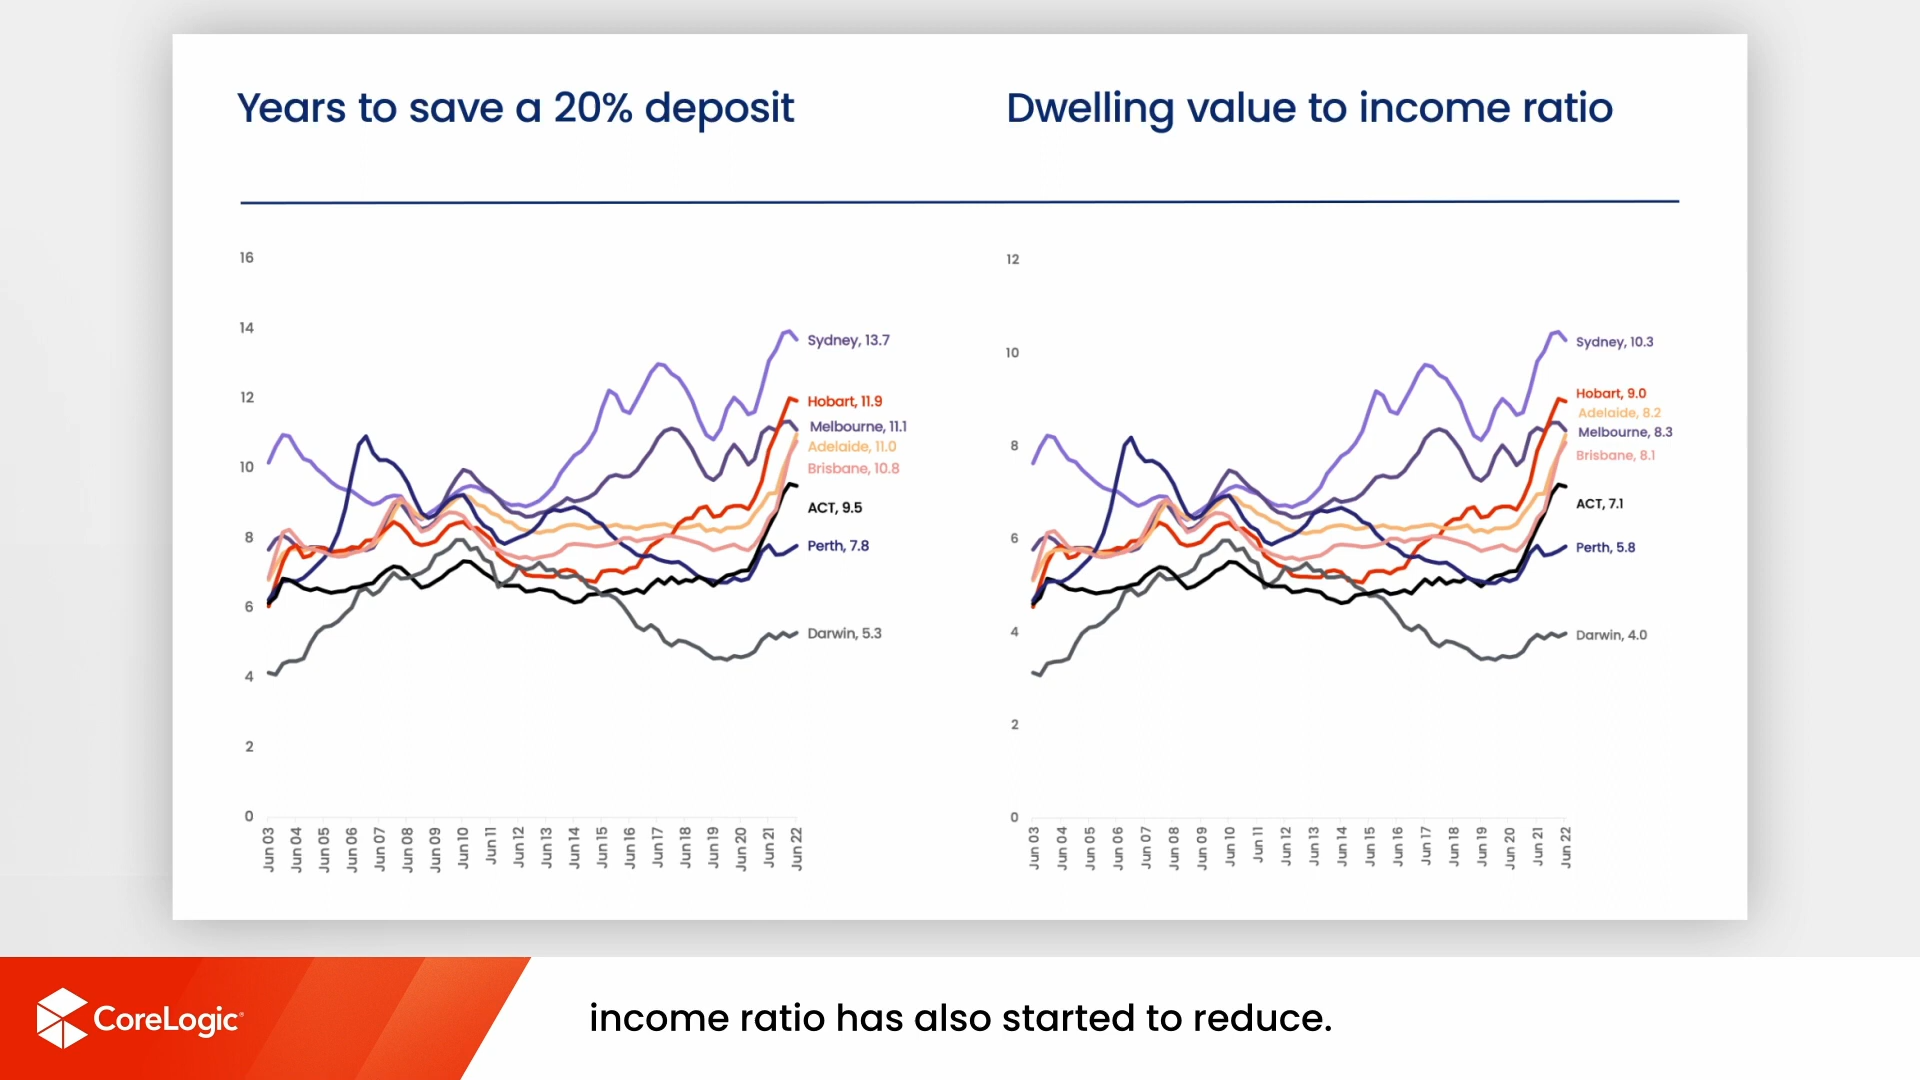 Years to save a 20% deposit
Dwelling value to income ratio
16
14
12
10
8
6
4
2
0
Sydney, 13.7
Hobart, 11.9
Melbourne, 11.1
Adelaide, 11.0
Brisbane, 10.8
ACT, 9.5
Perth, 7.8
Darwin, 5.3
Jun 03
Jun 04
Jun 05
Jun 06
Jun 07
Jun 08
Jun 09
Jun 10
Jun 11
Jun 12
Jun 13
Jun 14
Jun 15
Jun 16
Jun 17
Jun 18
Jun 19
Jun 20
Jun 21
Jun 22
12
10
8
6
4
2
0
Sydney, 10.3
Hobart, 9.0
Adelaide, 8.2
Melbourne, 8.3
Brisbane, 8.1
ACT, 7.1
Perth, 5.8
Darwin, 4.0
Jun 03
Jun 04
Jun 05
Jun 06
Jun 07
Jun 08
Jun 09
Jun 10
Jun 11
Jun 12
Jun 13
Jun 14
Jun 15
Jun 16
Jun 17
Jun 18
Jun 19
Jun 20
Jun 21
Jun 22
CoreLogic
income ratio has also started to reduce.